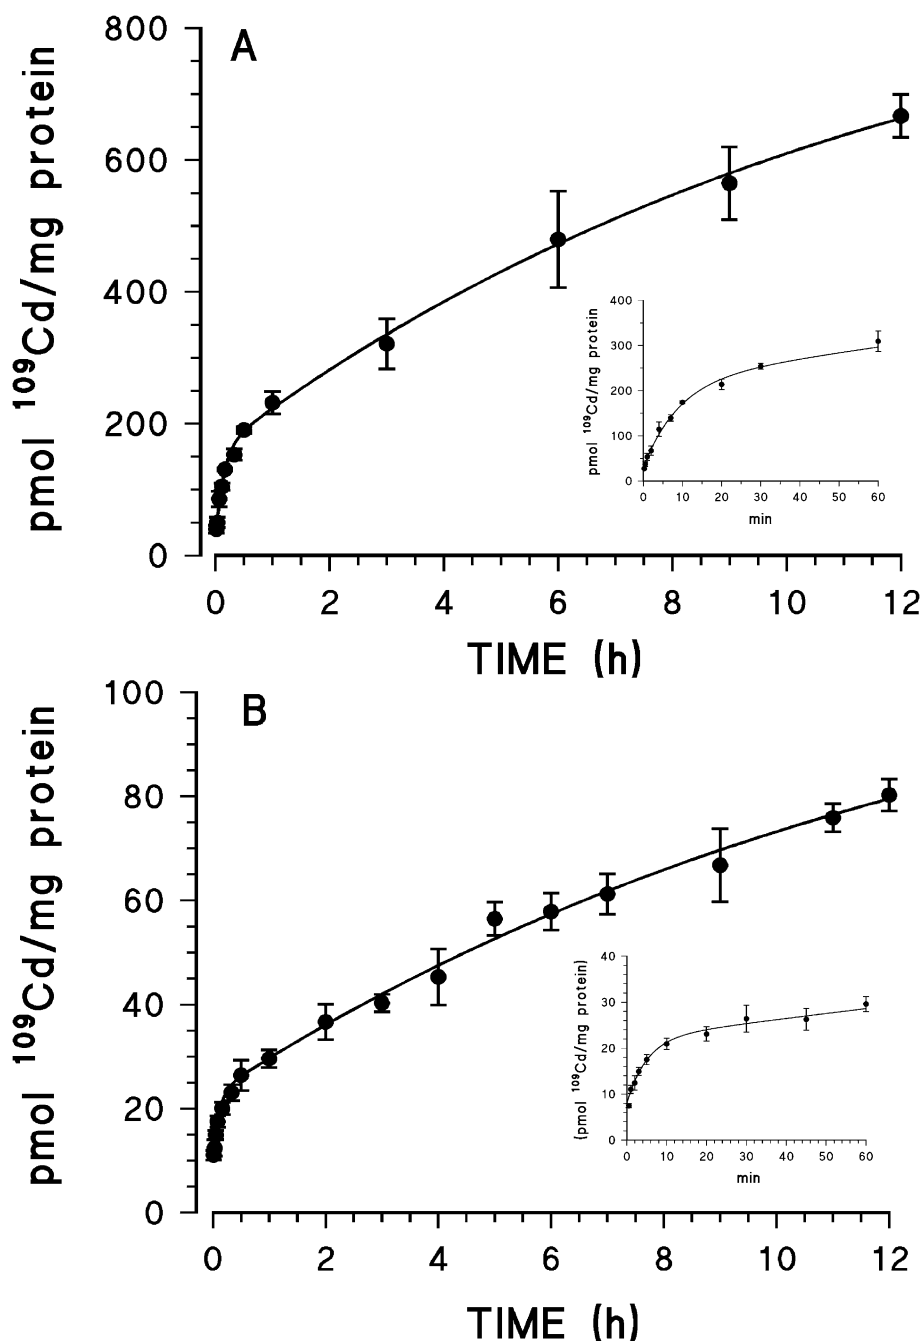 A
pmol ¹⁰⁹Cd/mg protein
800
600
400
200
0
0 2 4 6 8 10 12
TIME (h)
pmol ¹⁰⁹Cd/mg protein
400
300
200
100
0
0 10 20 30 40 50 60
min
B
pmol ¹⁰⁹Cd/mg protein
100
80
60
40
20
0
0 2 4 6 8 10 12
TIME (h)
(pmol ¹⁰⁹Cd/mg protein)
40
30
20
10
0
0 10 20 30 40 50 60
min